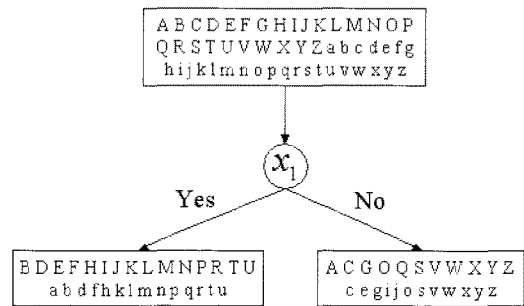 A B C D E F G H I J K L M N O P
Q R S T U V W X Y Z a b c d e f g
h i j k l m n o p q r s t u v w x y z
x1
Yes
No
B D E F H I J K L M N P R T U
a b d f h k l m n p q r t u
A C G O Q S V W X Y Z
c e g i j o s v w x y z